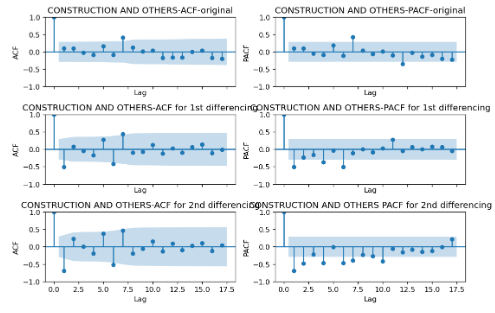 CONSTRUCTION AND OTHERS-ACF-original
CONSTRUCTION AND OTHERS-PACF-original
1.0
0.5
0.0
−0.5
−1.0
ACF
Lag
1.0
0.5
0.0
−0.5
−1.0
PACF
Lag
CONSTRUCTION AND OTHERS-ACF for 1st differencing
CONSTRUCTION AND OTHERS-PACF for 1st differencing
1.0
0.5
0.0
−0.5
−1.0
ACF
Lag
1.0
0.5
0.0
−0.5
−1.0
PACF
Lag
CONSTRUCTION AND OTHERS-ACF for 2nd differencing
CONSTRUCTION AND OTHERS PACF for 2nd differencing
1.0
0.5
0.0
−0.5
−1.0
ACF
0.0 2.5 5.0 7.5 10.0 12.5 15.0 17.5
Lag
1.0
0.5
0.0
−0.5
−1.0
PACF
0.0 2.5 5.0 7.5 10.0 12.5 15.0 17.5
Lag